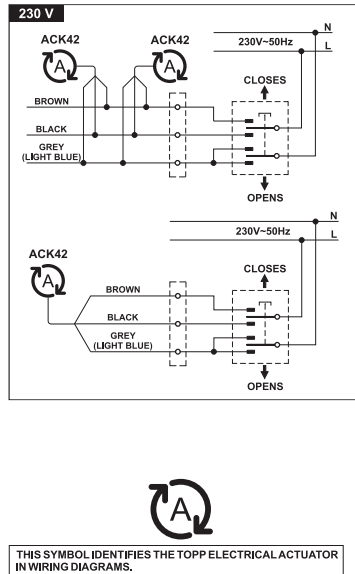 230 V
ACK42
ACK42
N
230V~50Hz
L
A
A
CLOSES
BROWN
BLACK
GREY
(LIGHT BLUE)
OPENS
N
230V~50Hz
L
ACK42
CLOSES
A
BROWN
BLACK
GREY
(LIGHT BLUE)
OPENS
A
THIS SYMBOL IDENTIFIES THE TOPP ELECTRICAL ACTUATOR
IN WIRING DIAGRAMS.